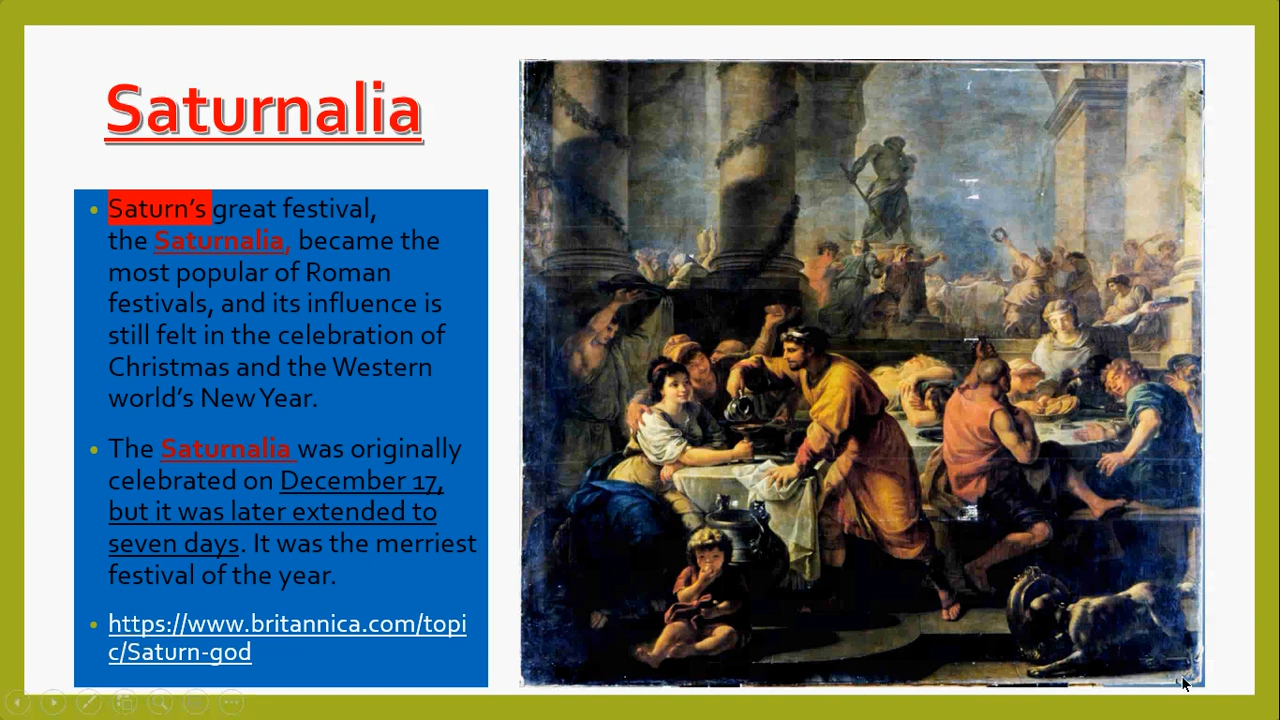 Saturnalia
Saturn’s great festival,
the Saturnalia, became the
most popular of Roman
festivals, and its influence is
still felt in the celebration of
Christmas and the Western
world’s New Year.
The Saturnalia was originally
celebrated on December 17,
but it was later extended to
seven days. It was the merriest
festival of the year.
https://www.britannica.com/topi
c/Saturn-god